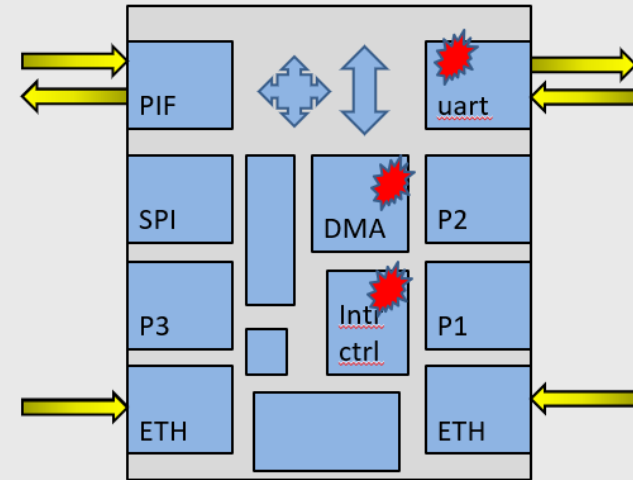 PIF
uart
SPI
DMA
P2
P3
Intr
ctrl
P1
ETH
ETH